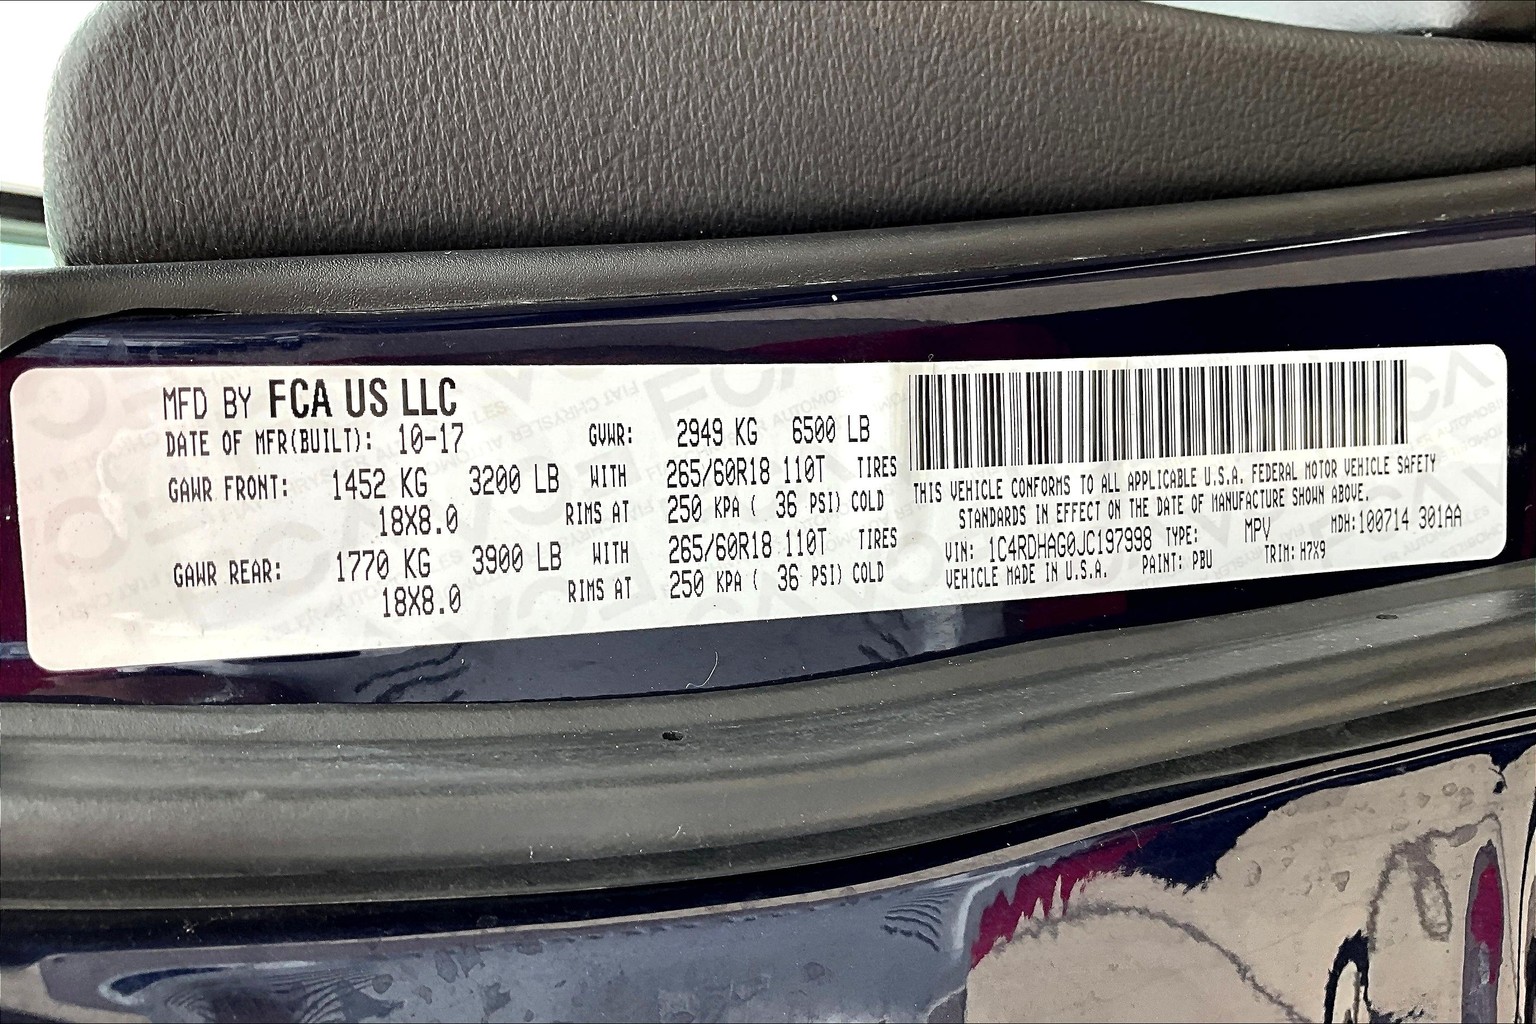 MFD BY FCA US LLC
DATE OF MFR(BUILT): 10-17 GVWR: 2949 KG 6500 LB
GAWR FRONT: 1452 KG 3200 LB WITH 265/60R18 110T TIRES
18X8.0 RIMS AT 250 KPA ( 36 PSI) COLD
GAWR REAR: 1770 KG 3900 LB WITH 265/60R18 110T TIRES
18X8.0 RIMS AT 250 KPA ( 36 PSI) COLD
THIS VEHICLE CONFORMS TO ALL APPLICABLE U.S.A. FEDERAL MOTOR VEHICLE SAFETY
STANDARDS IN EFFECT ON THE DATE OF MANUFACTURE SHOWN ABOVE.
VIN: 1C4RDHAG0JC197998 TYPE: MPV MDH:100714 301AA
VEHICLE MADE IN U.S.A. PAINT: PBU TRIM: H7X9